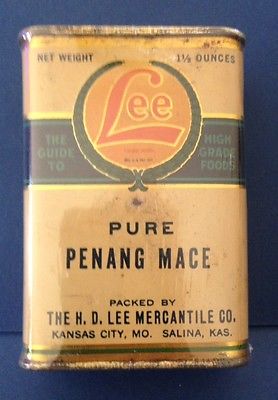 NET WEIGHT 1½ OUNCES
Lee
THE GUIDE TO
HIGH GRADE FOODS
PURE
PENANG MACE
PACKED BY
THE H. D. LEE MERCANTILE CO.
KANSAS CITY, MO. SALINA, KAS.